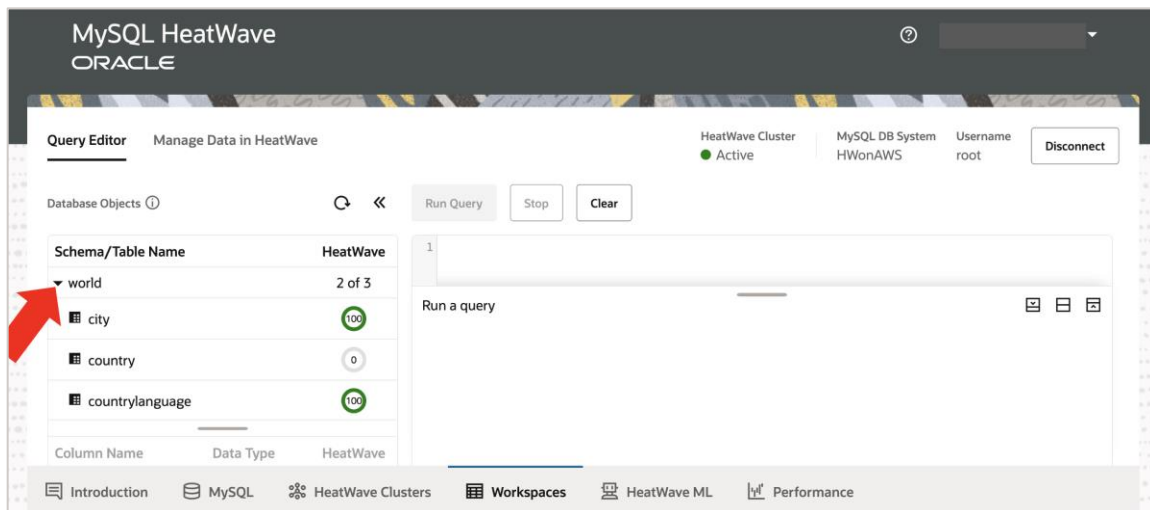 MySQL HeatWave
ORACLE
Query Editor Manage Data in HeatWave
HeatWave Cluster MySQL DB System Username
Active HWonAWS root
Disconnect
Database Objects
Run Query Stop Clear
Schema/Table Name HeatWave
1
world 2 of 3
Run a query
city 100
country 0
countrylanguage 100
Column Name Data Type HeatWave
Introduction MySQL HeatWave Clusters Workspaces HeatWave ML Performance